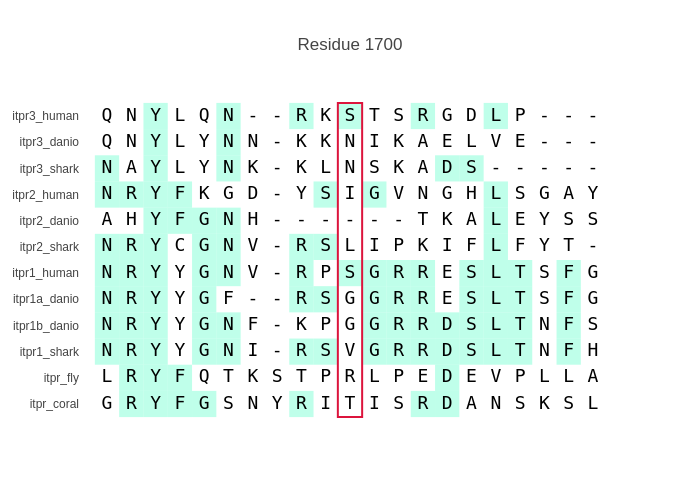 Residue 1700
itpr3_human Q N Y L Q N - - R K S T S R G D L P - - -
itpr3_danio Q N Y L Y N N - K K N I K A E L V E - - -
itpr3_shark N A Y L Y N K - K L N S K A D S - - - - -
itpr2_human N R Y F K G D - Y S I G V N G H L S G A Y
itpr2_danio A H Y F G N H - - - - - - T K A L E Y S S
itpr2_shark N R Y C G N V - R S L I P K I F L F Y T -
itpr1_human N R Y Y G N V - R P S G R R E S L T S F G
itpr1a_danio N R Y Y G F - - R S G G R R E S L T S F G
itpr1b_danio N R Y Y G N F - K P G G R R D S L T N F S
itpr1_shark N R Y Y G N I - R S V G R R D S L T N F H
itpr_fly L R Y F Q T K S T P R L P E D E V P L L A
itpr_coral G R Y F G S N Y R I T I S R D A N S K S L